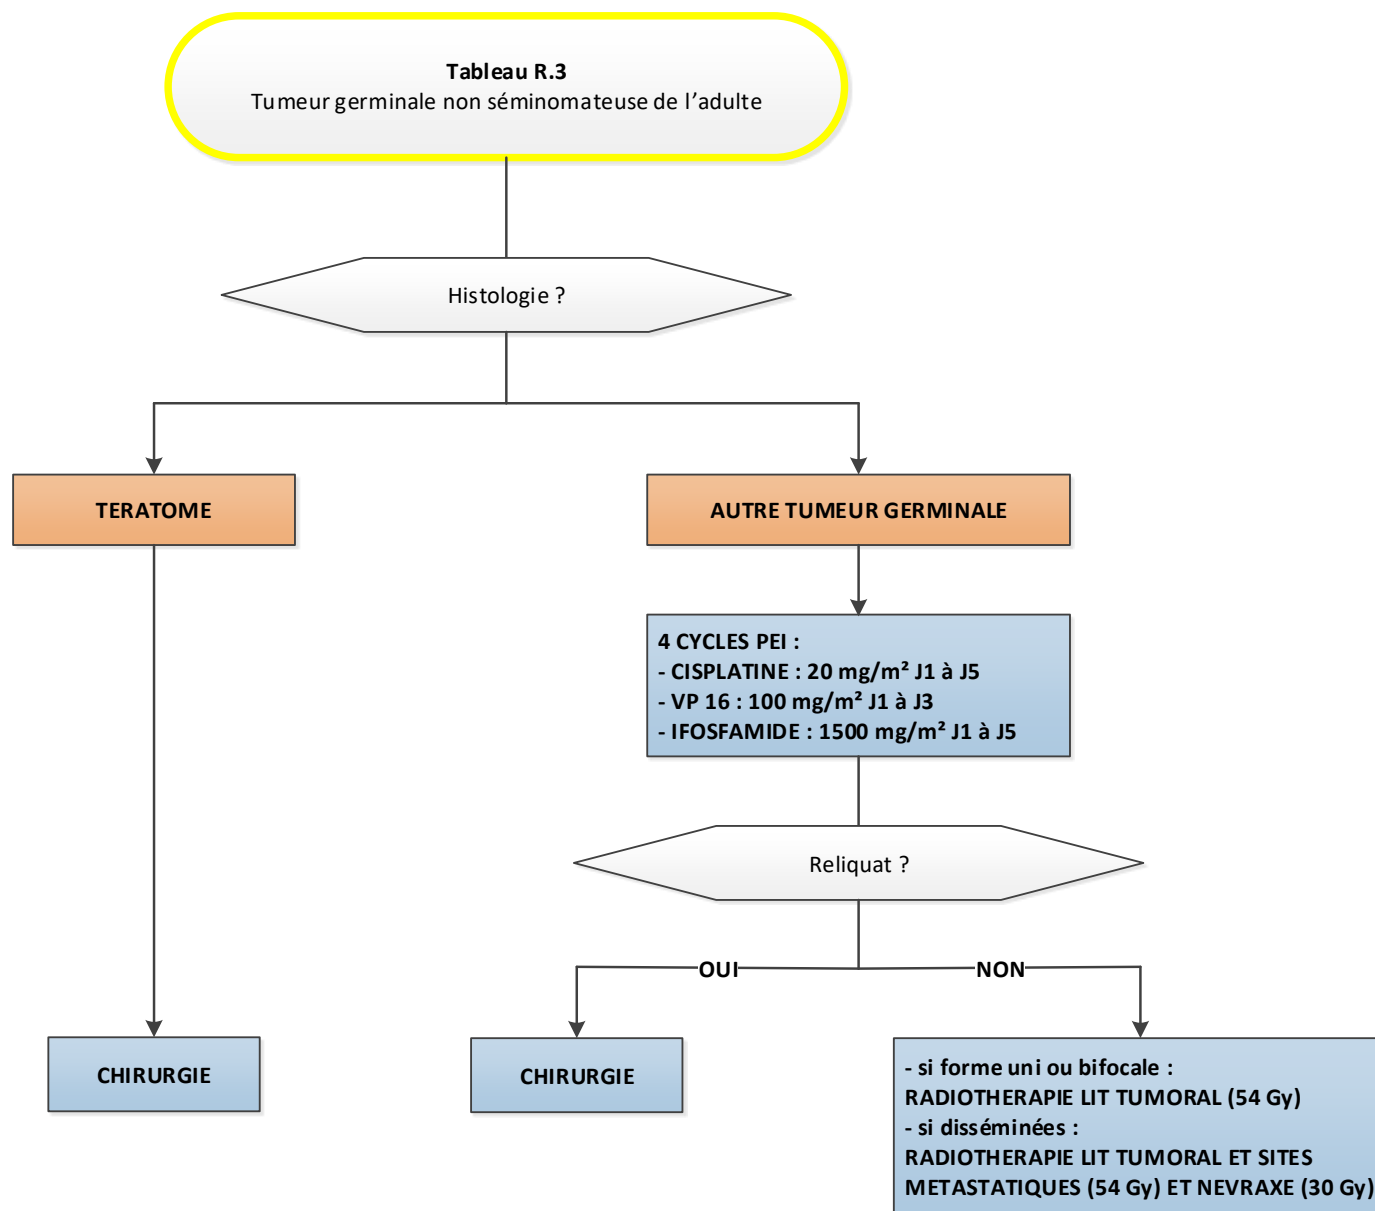 Tableau R.3
Tumeur germinale non séminomateuse de l'adulte
Histologie ?
TERATOME
AUTRE TUMEUR GERMINALE
4 CYCLES PEI :
- CISPLATINE : 20 mg/m² J1 à J5
- VP 16 : 100 mg/m² J1 à J3
- IFOSFAMIDE : 1500 mg/m² J1 à J5
Reliquat ?
OUI
NON
CHIRURGIE
CHIRURGIE
- si forme uni ou bifocale :
RADIOTHERAPIE LIT TUMORAL (54 Gy)
- si disséminées :
RADIOTHERAPIE LIT TUMORAL ET SITES
METASTATIQUES (54 Gy) ET NEVRAXE (30 Gy)